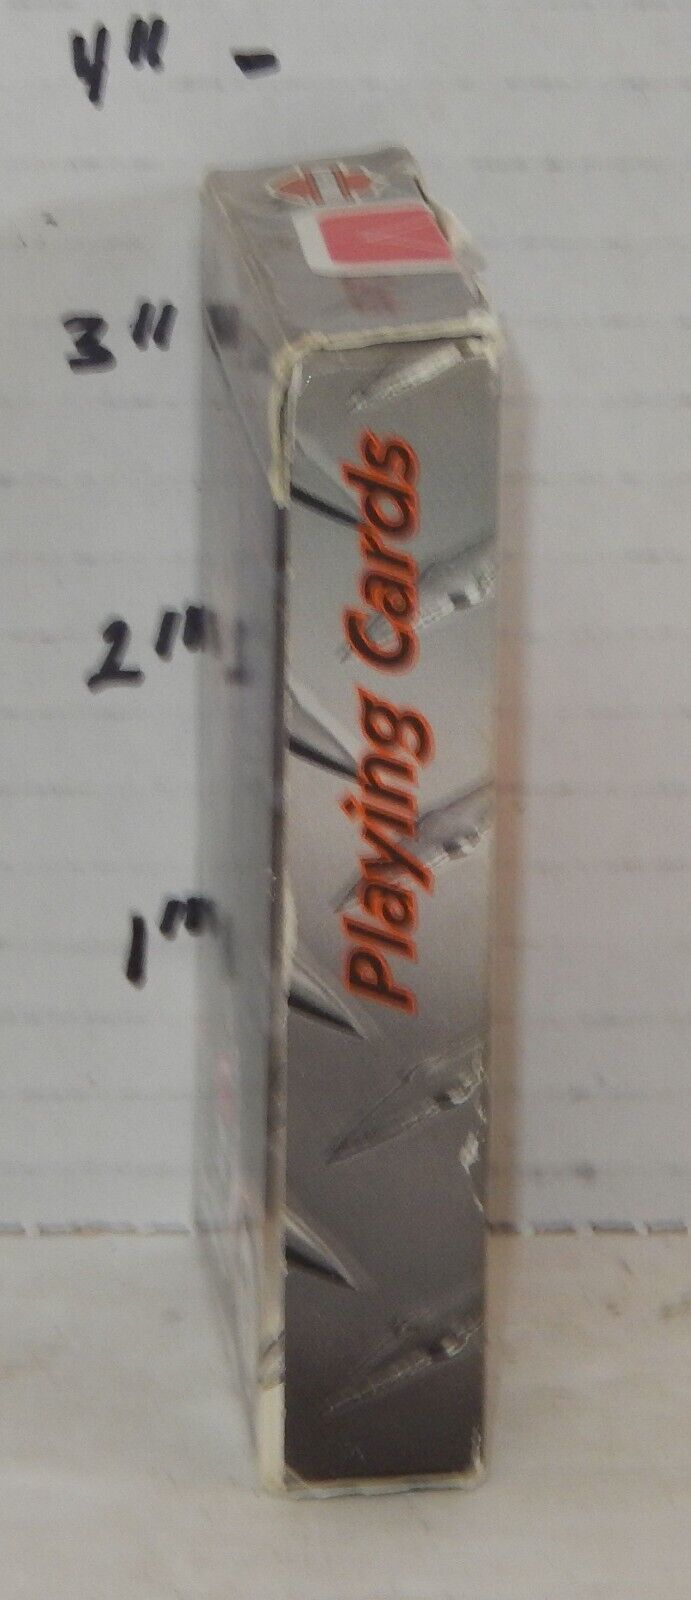 4" -
3"
2"
1"
Playing Cards